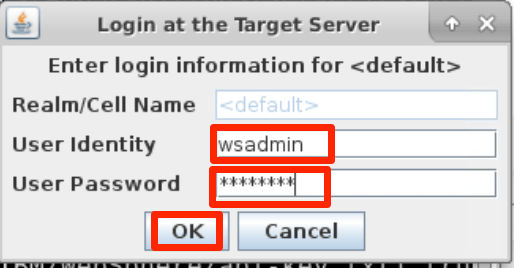 Login at the Target Server
Enter login information for <default>
Realm/Cell Name <default>
User Identity wsadmin
User Password ********
OK Cancel